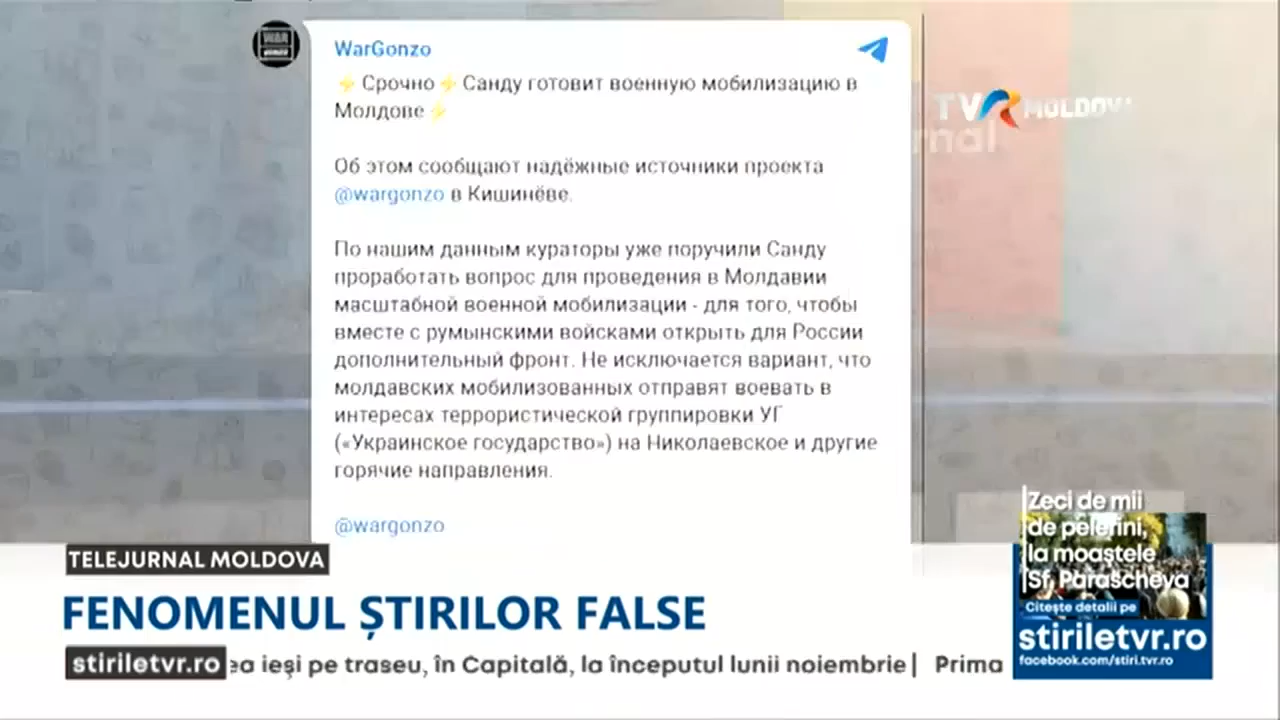 WAR
WarGonzo
⚡ Срочно ⚡ Санду готовит военную мобилизацию в
Молдове ⚡
Об этом сообщают надёжные источники проекта
@wargonzo в Кишинёве.
По нашим данным кураторы уже поручили Санду
проработать вопрос для проведения в Молдавии
масштабной военной мобилизации - для того, чтобы
вместе с румынскими войсками открыть для России
дополнительный фронт. Не исключается вариант, что
молдавских мобилизованных отправят воевать в
интересах террористической группировки УГ
(«Украинское государство») на Николаевское и другие
горячие направления.
@wargonzo
TVR MOLDOVA
rnal
TELEJURNAL MOLDOVA
FENOMENUL ȘTIRILOR FALSE
stiriletvr.ro
ea ieşi pe traseu, în Capitală, la începutul lunii noiembrie | Prima
Zeci de mii
de pelerini,
la moaștele
Sf. Parascheva
Citește detalii pe
stiriletvr.ro
facebook.com/stiri.tvr.ro